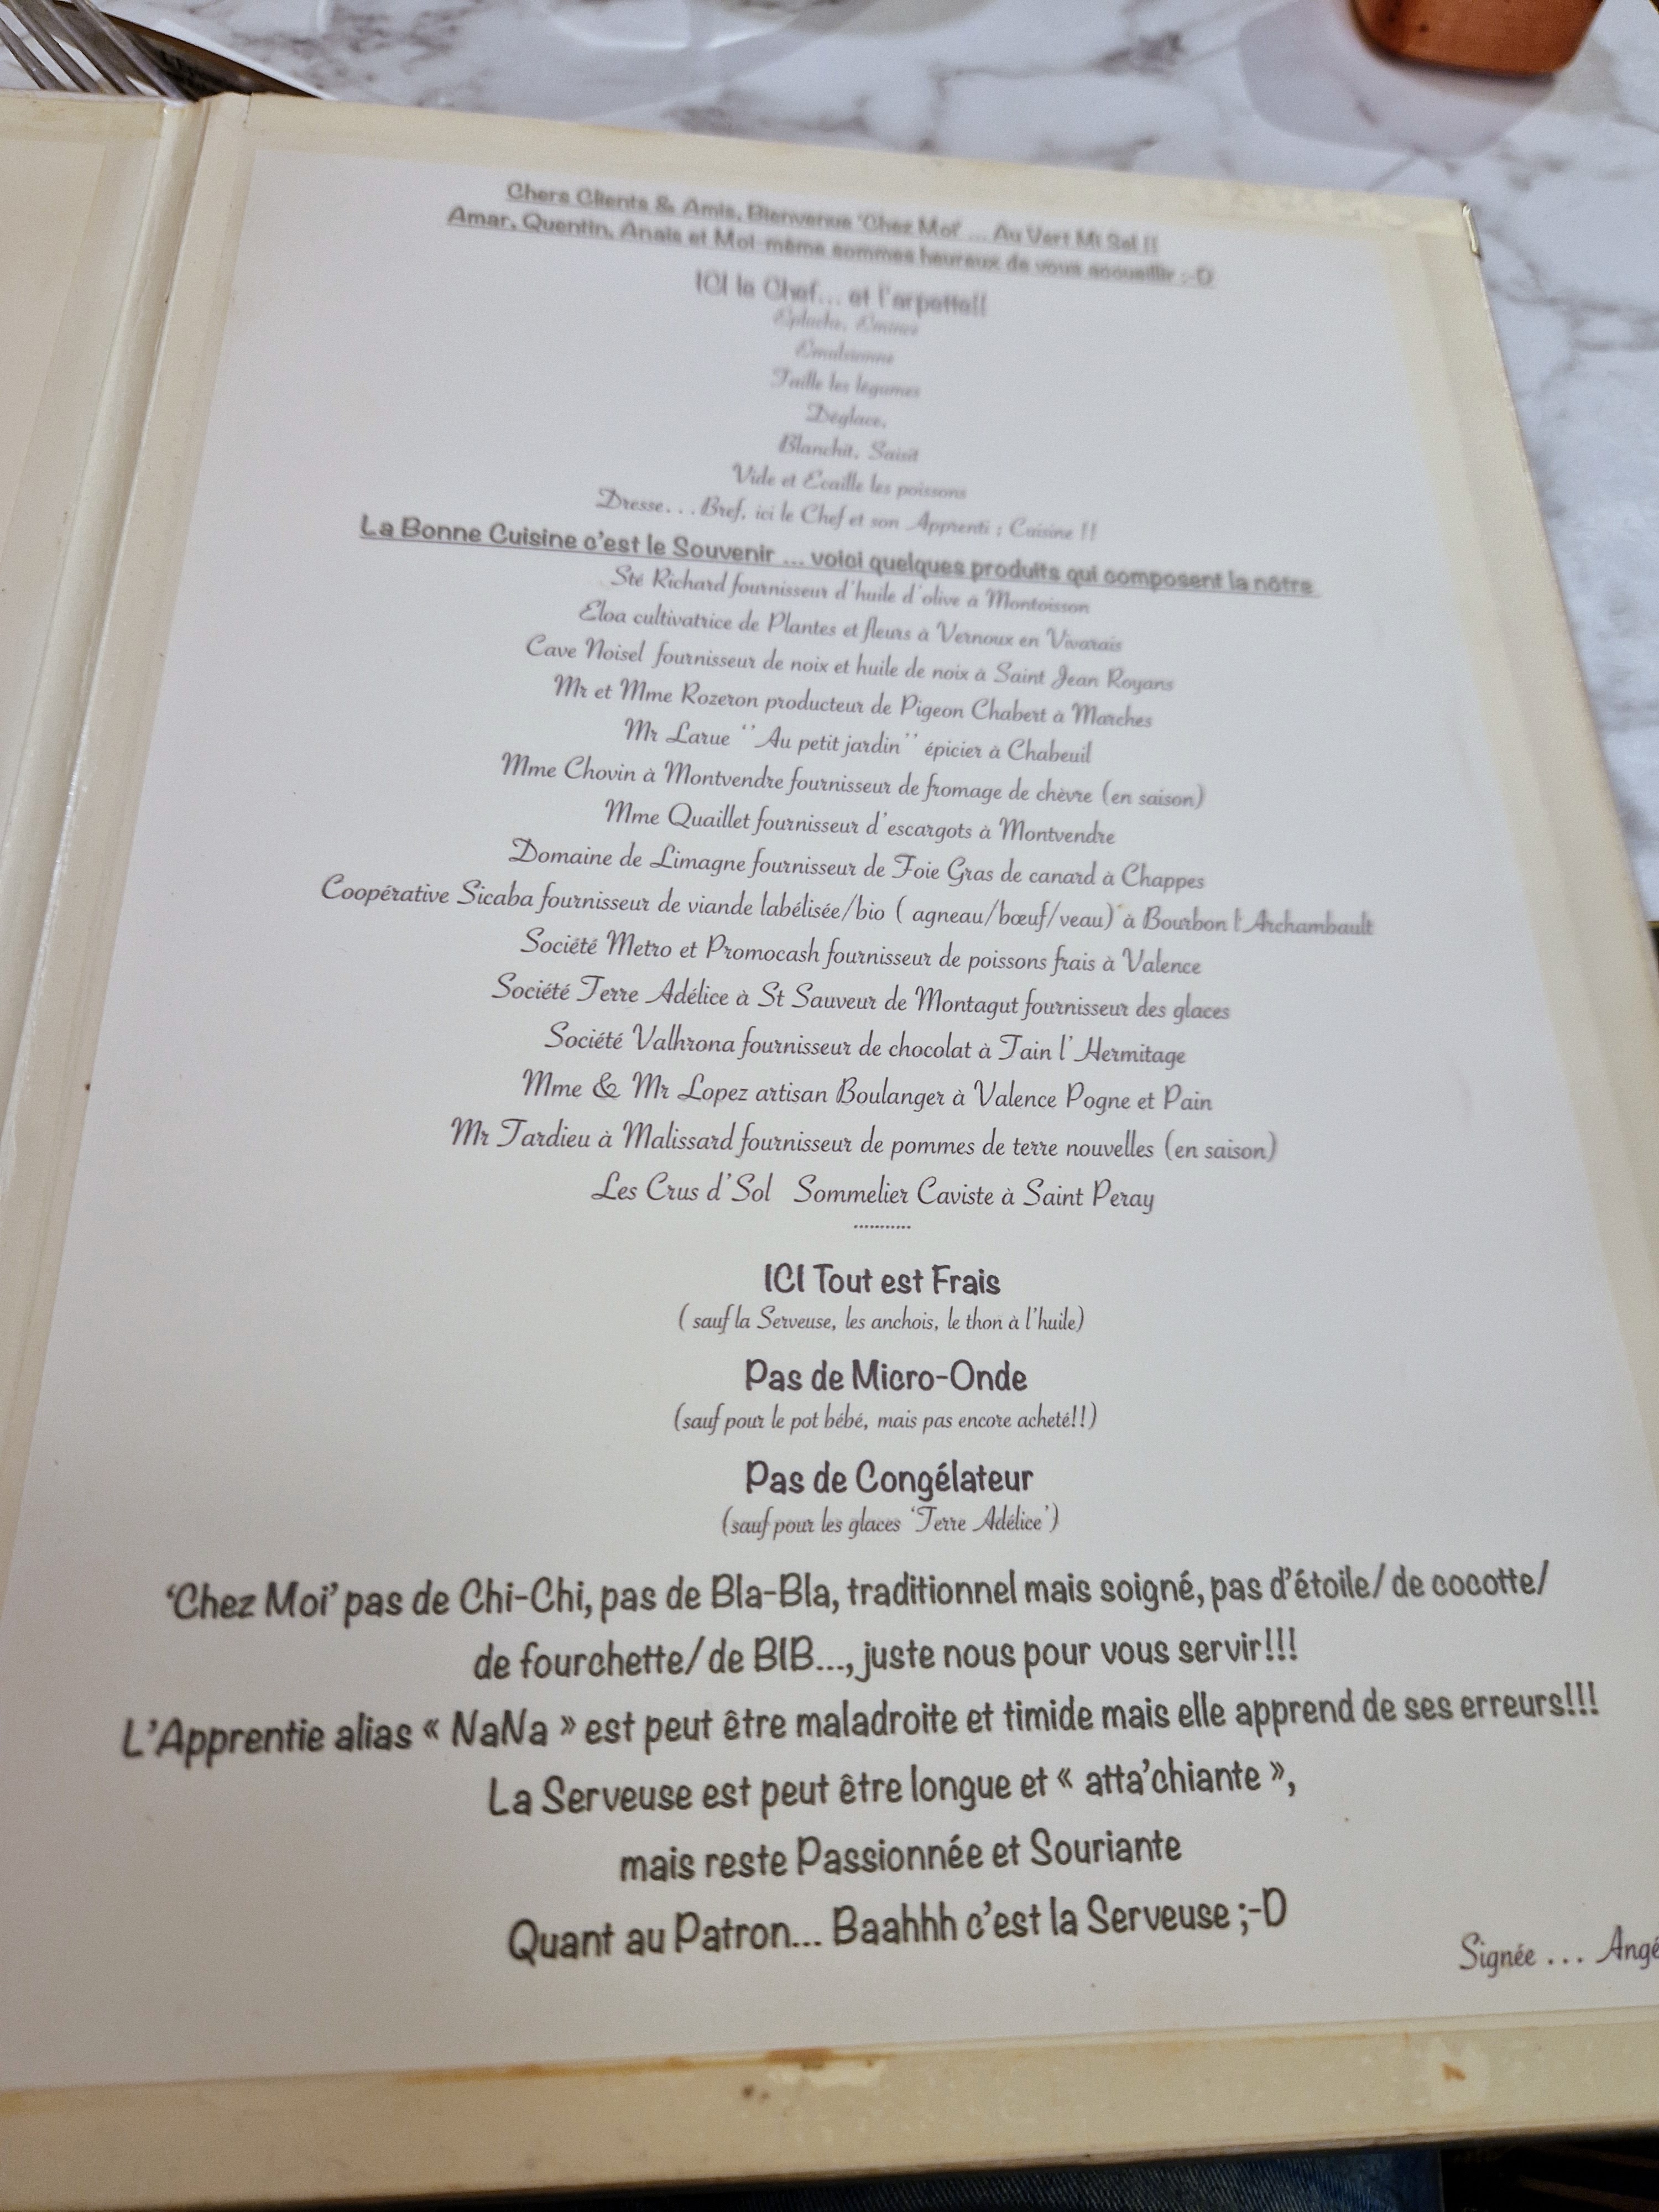 Chers Clients & Amis, Bienvenue 'Chez Moi' ... Au Vert Mi Sel !!
Amar, Quentin, Anaïs et Moi-même sommes heureux de vous accueillir ;-D
ICI le Chef... et l'arpette!!
Epluche, Emince
Emulsionne
Taille les légumes
Déglace,
Blanchit, Saisit
Vide et Ecaille les poissons
Dresse...Bref, ici le Chef et son Apprenti ; Cuisine !!
La Bonne Cuisine c'est le Souvenir ... voici quelques produits qui composent la nôtre
Sté Richard fournisseur d'huile d'olive à Montoisson
Eloa cultivatrice de Plantes et fleurs à Vernoux en Vivarais
Cave Noisel fournisseur de noix et huile de noix à Saint Jean Royans
Mr et Mme Rozeron producteur de Pigeon Chabert à Marches
Mr Larue ''Au petit jardin'' épicier à Chabeuil
Mme Chovin à Montvendre fournisseur de fromage de chèvre (en saison)
Mme Quaillet fournisseur d'escargots à Montvendre
Domaine de Limagne fournisseur de Foie Gras de canard à Chappes
Coopérative Sicaba fournisseur de viande labélisée/bio ( agneau/bœuf/veau) à Bourbon l'Archambault
Société Metro et Promocash fournisseur de poissons frais à Valence
Société Terre Adélice à St Sauveur de Montagut fournisseur des glaces
Société Valhrona fournisseur de chocolat à Tain l'Hermitage
Mme & Mr Lopez artisan Boulanger à Valence Pogne et Pain
Mr Tardieu à Malissard fournisseur de pommes de terre nouvelles (en saison)
Les Crus d'Sol Sommelier Caviste à Saint Peray
...........
ICI Tout est Frais
( sauf la Serveuse, les anchois, le thon à l'huile)
Pas de Micro-Onde
(sauf pour le pot bébé, mais pas encore acheté!!)
Pas de Congélateur
(sauf pour les glaces 'Terre Adélice')
'Chez Moi' pas de Chi-Chi, pas de Bla-Bla, traditionnel mais soigné, pas d'étoile/ de cocotte/
de fourchette/ de BIB..., juste nous pour vous servir!!!
L'Apprentie alias « NaNa » est peut être maladroite et timide mais elle apprend de ses erreurs!!!
La Serveuse est peut être longue et « atta'chiante »,
mais reste Passionnée et Souriante
Quant au Patron... Baahhh c'est la Serveuse ;-D
Signée ... Angé